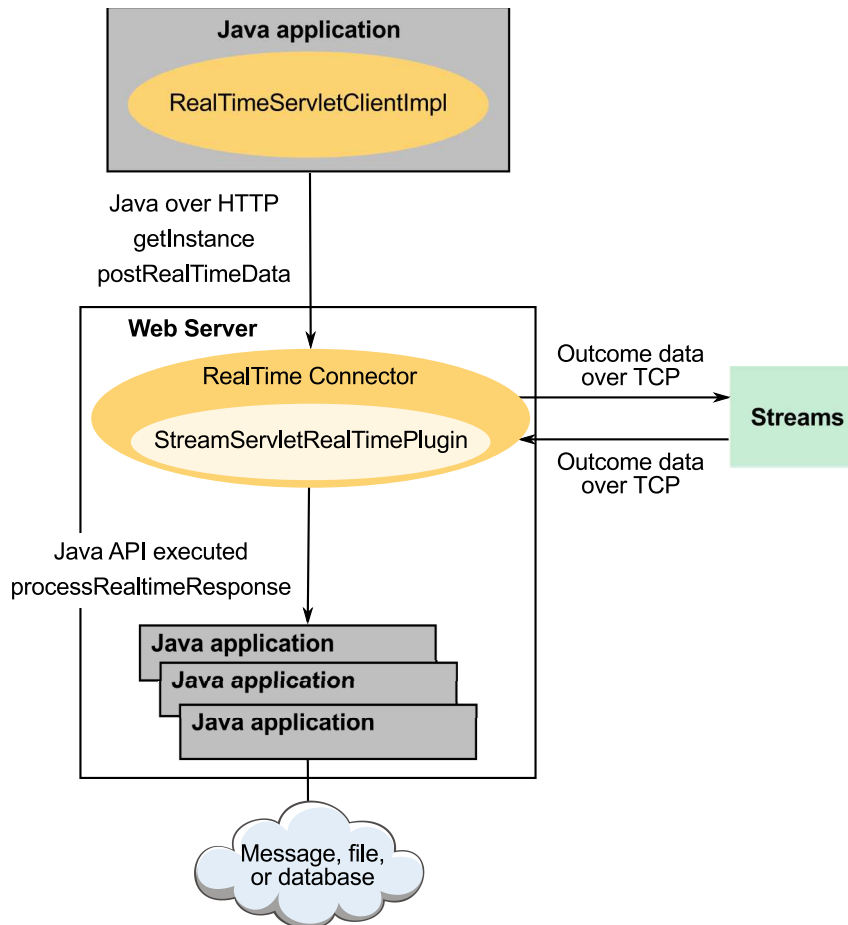 Java application
RealTimeServletClientImpl
Java over HTTP
getInstance
postRealTimeData
Web Server
RealTime Connector
StreamServletRealTimePlugin
Outcome data
over TCP
Streams
Outcome data
over TCP
Java API executed
processRealtimeResponse
Java application
Java application
Java application
Message, file,
or database